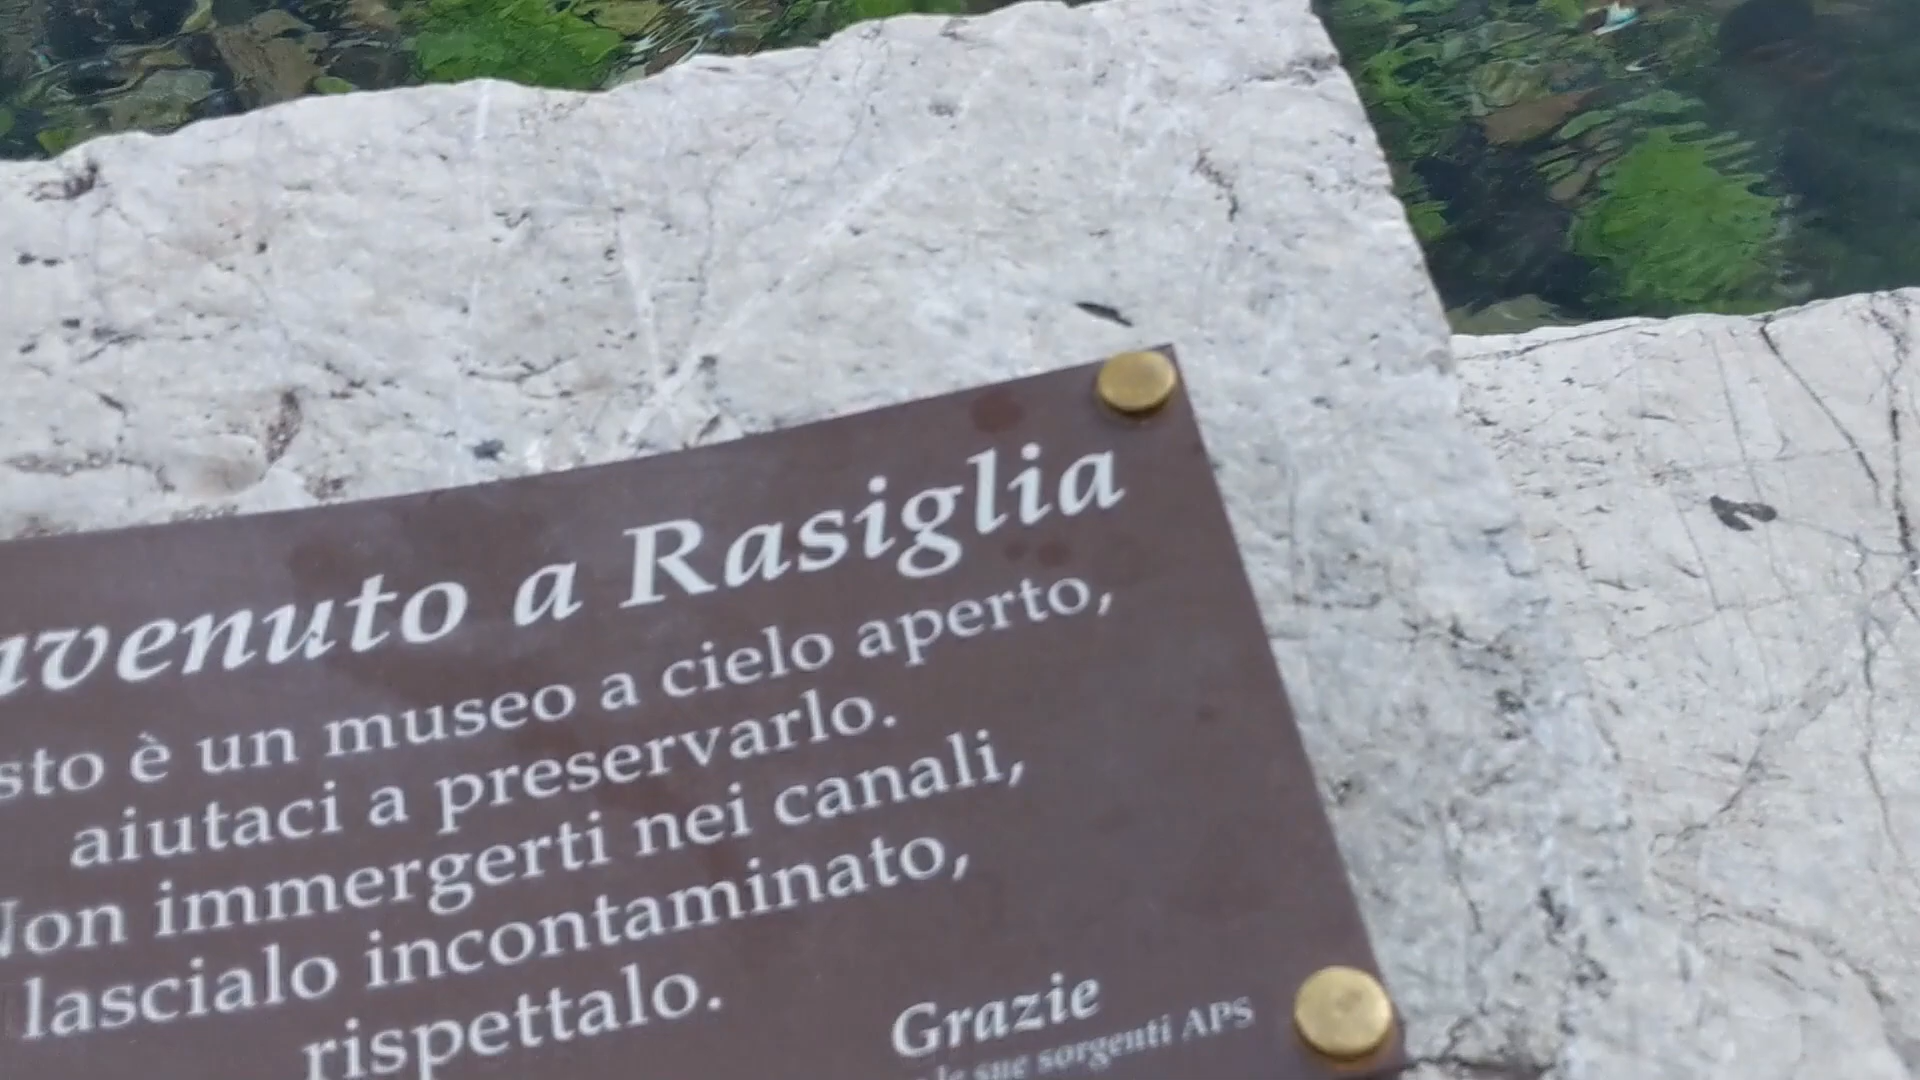 venuto a Rasiglia
sto è un museo a cielo aperto,
aiutaci a preservarlo.
Non immergerti nei canali,
lascialo incontaminato,
rispettalo.
Grazie
le sue sorgenti APS